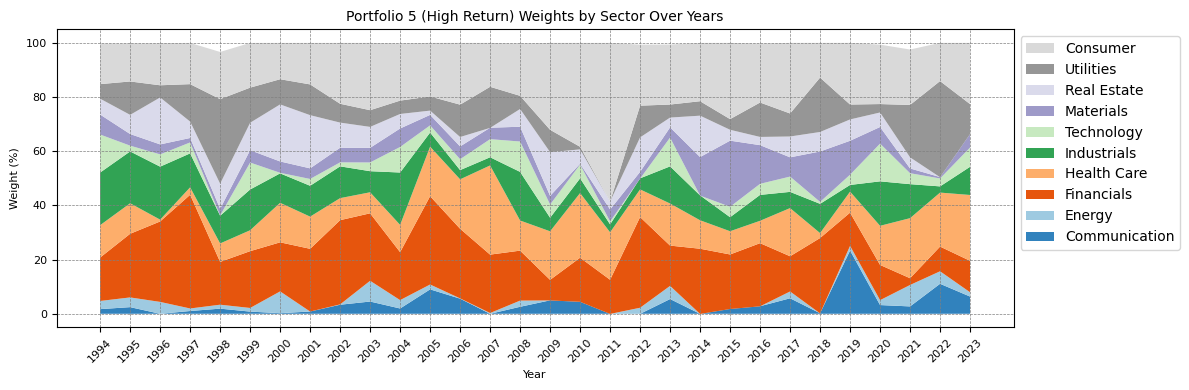 Portfolio 5 (High Return) Weights by Sector Over Years
Weight (%)
100
80
60
40
20
0
1994 1995 1996 1997 1998 1999 2000 2001 2002 2003 2004 2005 2006 2007 2008 2009 2010 2011 2012 2013 2014 2015 2016 2017 2018 2019 2020 2021 2022 2023
Year
Consumer
Utilities
Real Estate
Materials
Technology
Industrials
Health Care
Financials
Energy
Communication